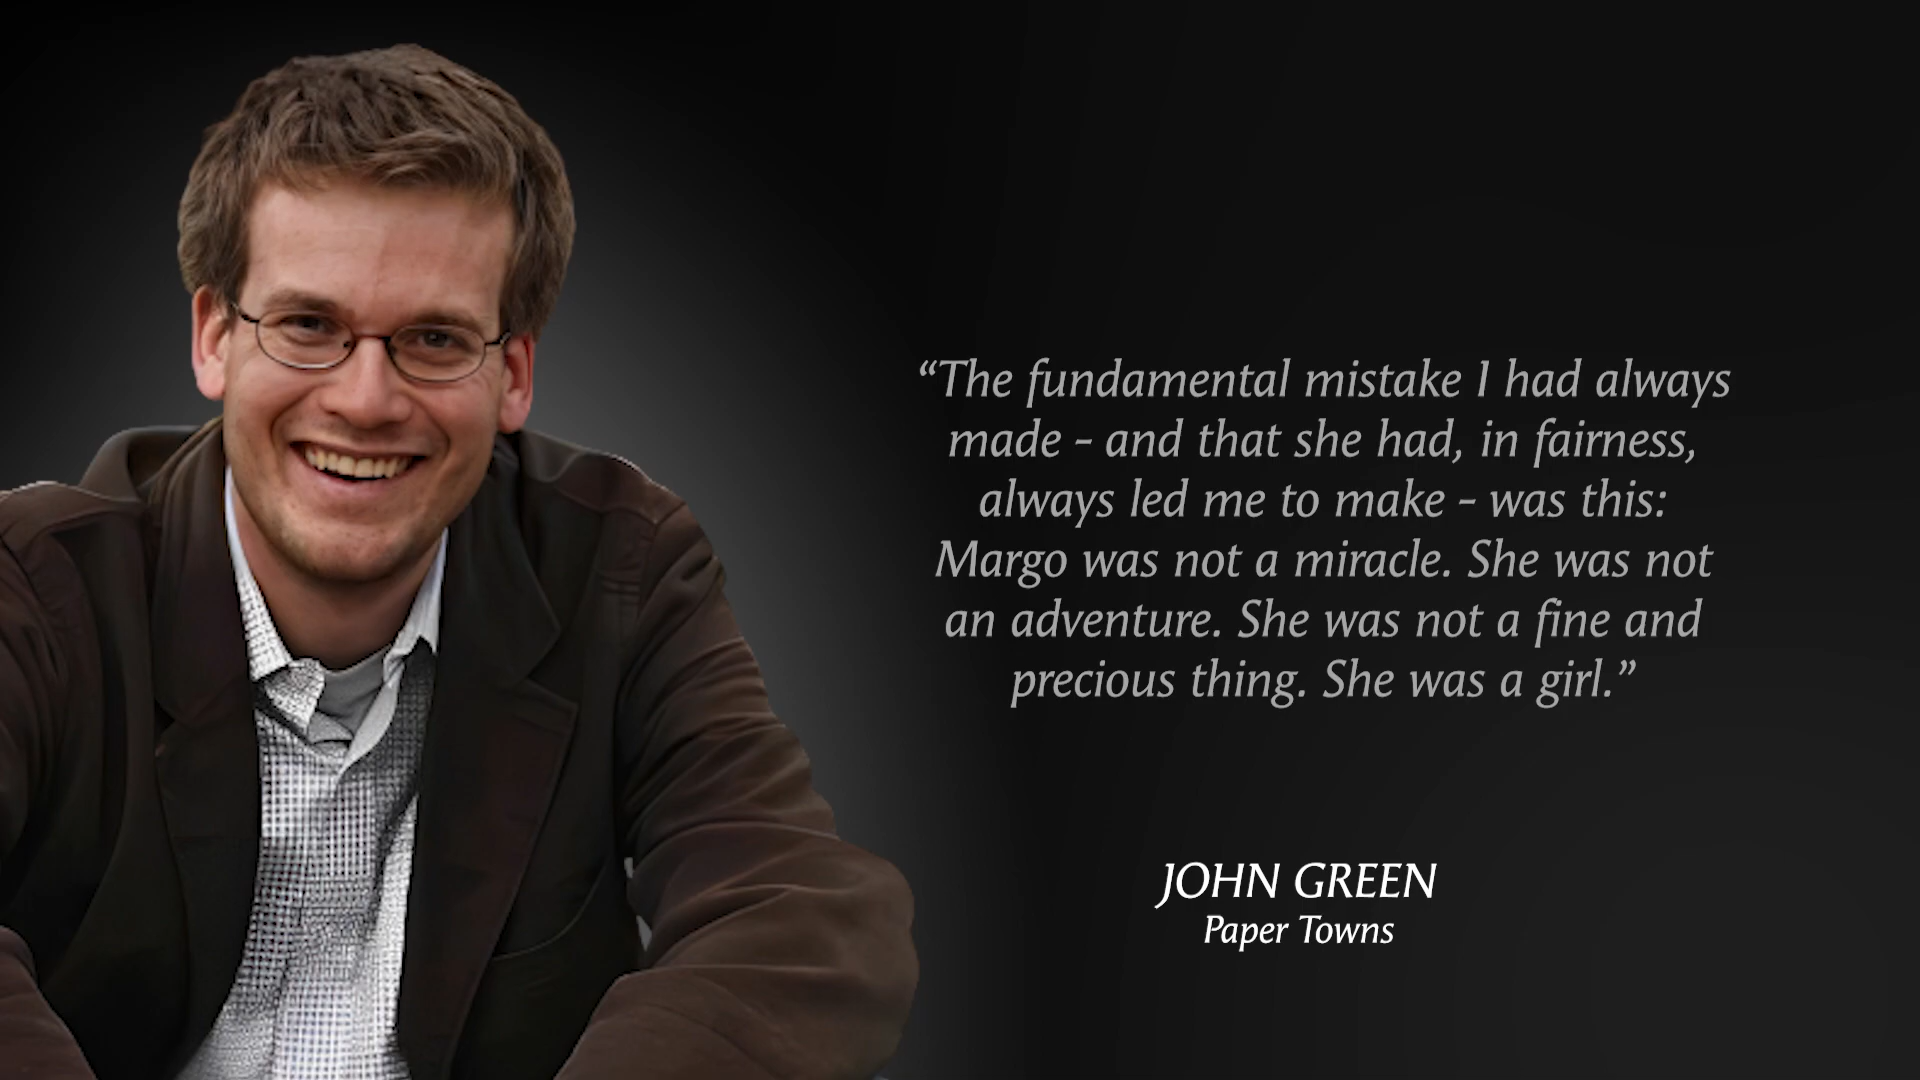 “The fundamental mistake I had always
made – and that she had, in fairness,
always led me to make – was this:
Margo was not a miracle. She was not
an adventure. She was not a fine and
precious thing. She was a girl.”
JOHN GREEN
Paper Towns